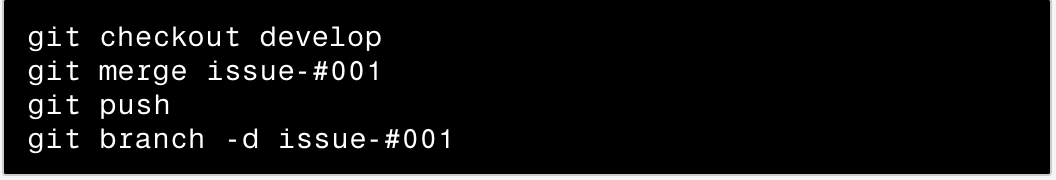 git checkout develop
git merge issue-#001
git push
git branch -d issue-#001